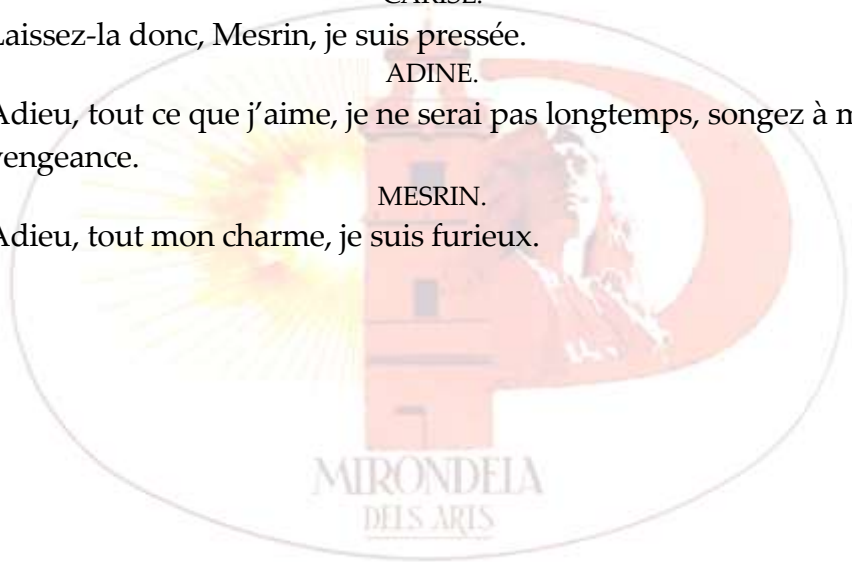 CARISE.
Laissez-la donc, Mesrin, je suis pressée.
ADINE.
Adieu, tout ce que j’aime, je ne serai pas longtemps, songez à
vengeance.
MESRIN.
Adieu, tout mon charme, je suis furieux.
MIRONDELA
DELS ARTS